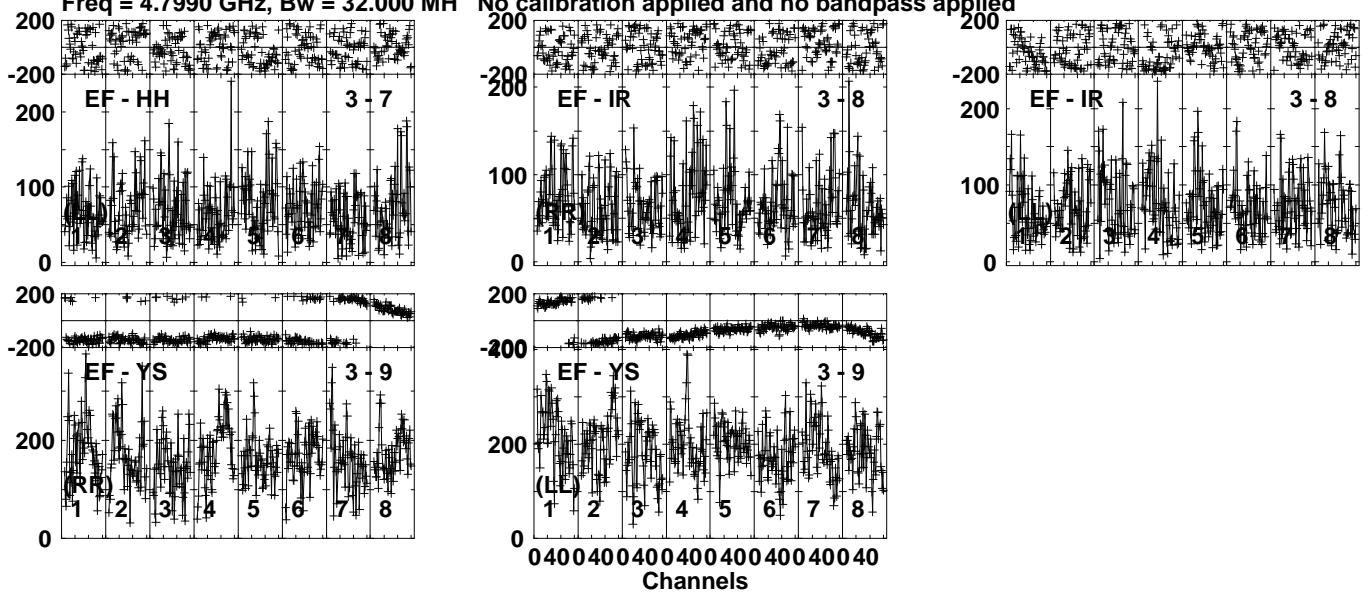 Freq = 4.7990 GHz, Bw = 32.000 MH No calibration applied and no bandpass applied
200 200 200
-200 -200 -200
EF - HH 3 - 7 EF - IR 3 - 8 EF - IR 3 - 8
200 200 200
100 100 100
(LL) (RR) (LL)
1 2 3 4 5 6 7 8 1 2 3 4 5 6 7 8 1 2 3 4 5 6 7 8
0 0 0
200 200
-200 -200 400
EF - YS 3 - 9 EF - YS 3 - 9
200 200
(RR) (LL)
1 2 3 4 5 6 7 8 1 2 3 4 5 6 7 8
0 0
0 40 0 40 0 40 0 40 0 40 0 40 0 40 0 40
Channels